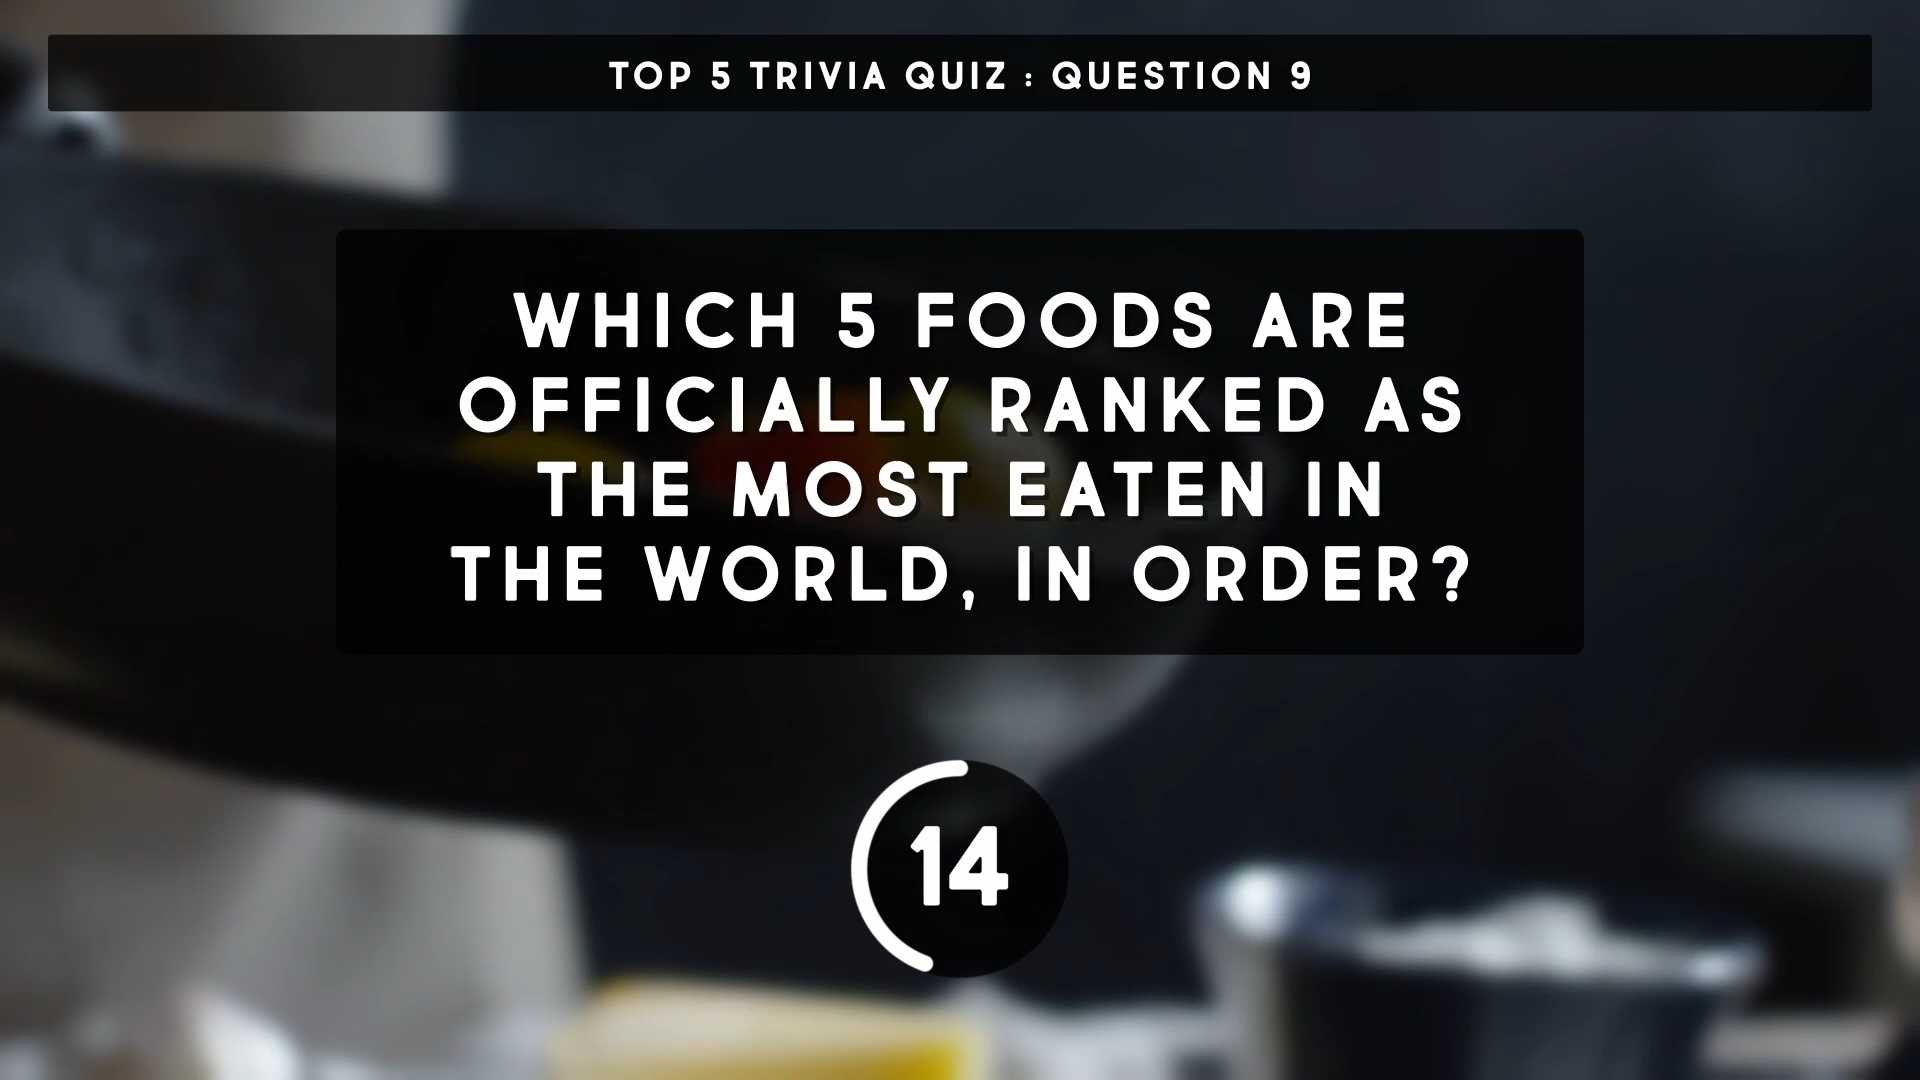 TOP 5 TRIVIA QUIZ : QUESTION 9
WHICH 5 FOODS ARE
OFFICIALLY RANKED AS
THE MOST EATEN IN
THE WORLD, IN ORDER?
14